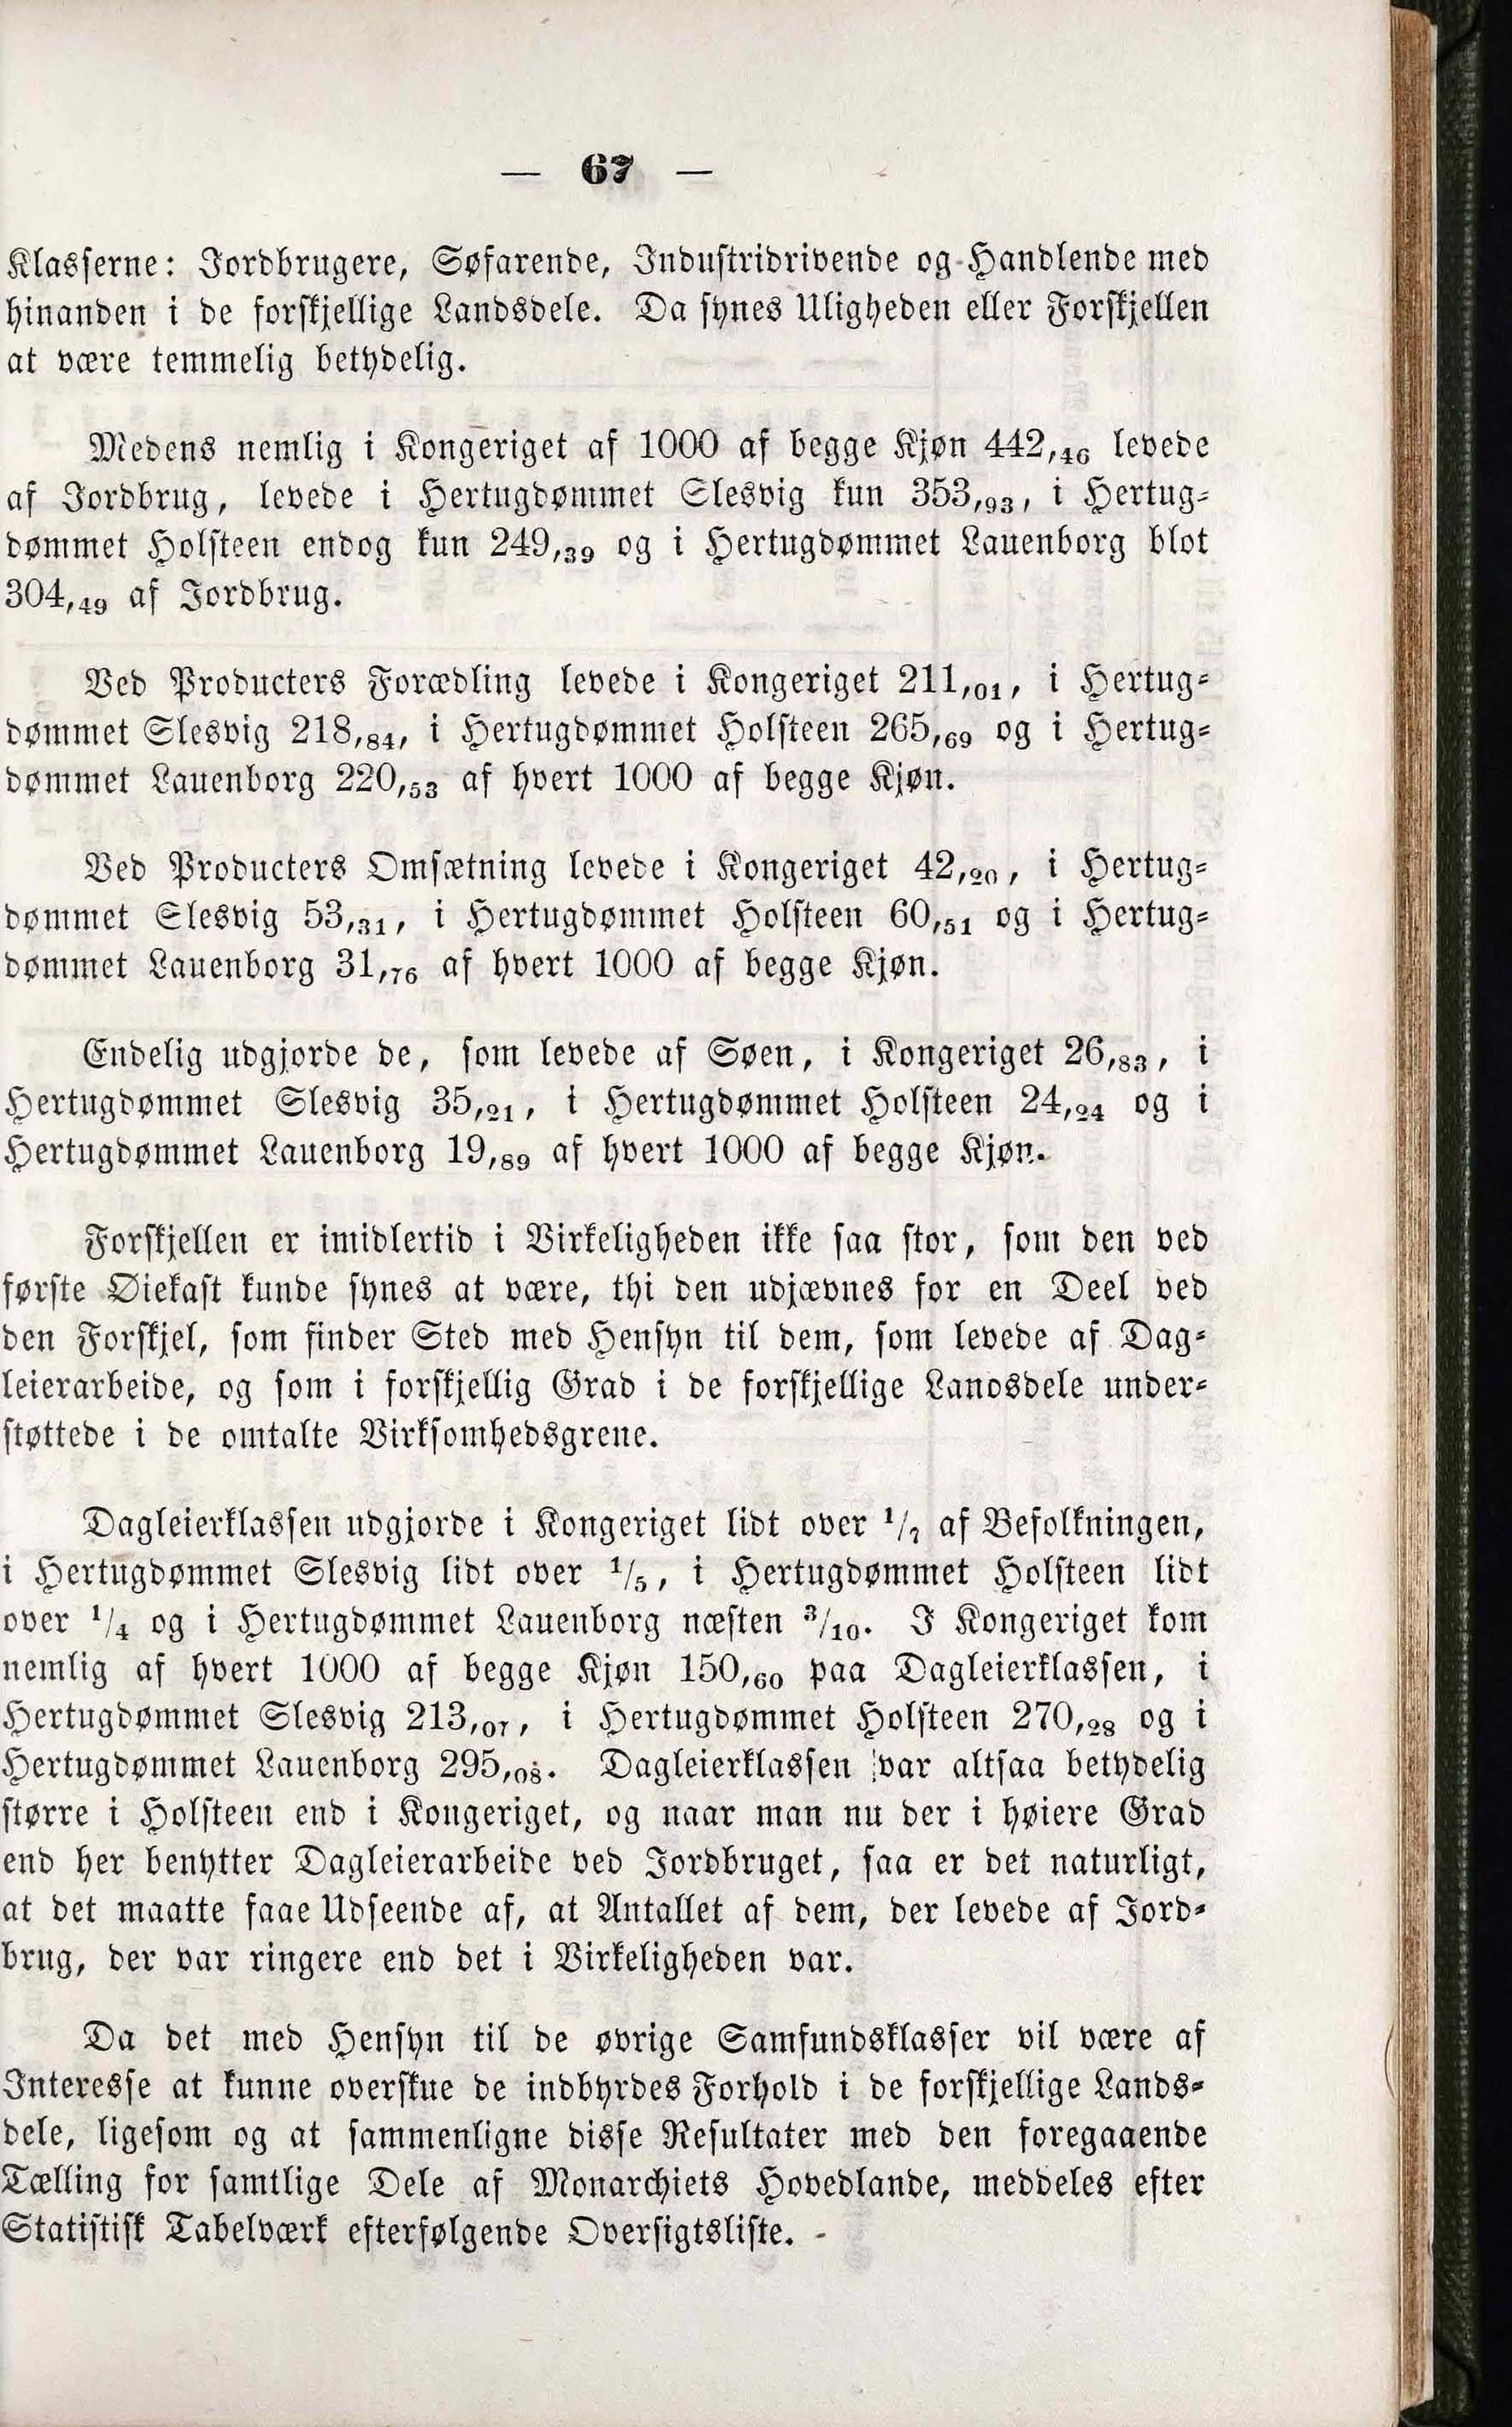 — 67 —
Klasserne: Jordbrugere, Søfarende, Industridrivende og Handlende med
hinanden i de forskjellige Landsdele. Da synes Uligheden eller Forskjellen
at være temmelig betydelig.
Medens nemlig i Kongeriget af 1000 af begge Kjøn 442,46 levede
af Jordbrug, levede i Hertugdømmet Slesvig kun 353,93, i Hertug-
dømmet Holsteen endog kun 249,39 og i Hertugdømmet Lauenborg blot
304,49 af Jordbrug.
Ved Producters Forædling levede i Kongeriget 211,01, i Hertug-
dømmet Slesvig 218,84, i Hertugdømmet Holsteen 265,69 og i Hertug-
dømmet Lauenborg 220,53 af hvert 1000 af begge Kjøn.
Ved Producters Omsætning levede i Kongeriget 42,20, i Hertug-
dømmet Slesvig 53,31, i Hertugdømmet Holsteen 60,51 og i Hertug-
dømmet Lauenborg 31,76 af hvert 1000 af begge Kjøn.
Endelig udgjorde de, som levede af Søen, i Kongeriget 26,83, i
Hertugdømmet Slesvig 35,21, i Hertugdømmet Holsteen 24,24 og i
Hertugdømmet Lauenborg 19,89 af hvert 1000 af begge Kjøn.
Forskjellen er imidlertid i Virkeligheden ikke saa stor, som den ved
første Øiekast kunde synes at være, thi den udjævnes for en Deel ved
den Forskjel, som finder Sted med Hensyn til dem, som levede af Dag-
leierarbeide, og som i forskjellig Grad i de forskjellige Landsdele under-
støttede i de omtalte Virksomhedsgrene.
Dagleierklassen udgjorde i Kongeriget lidt over 1/7 af Befolkningen,
i Hertugdømmet Slesvig lidt over 1/5, i Hertugdømmet Holsteen lidt
over 1/4 og i Hertugdømmet Lauenborg næsten 3/10. I Kongeriget kom
nemlig af hvert 1000 af begge Kjøn 150,60 paa Dagleierklassen, i
Hertugdømmet Slesvig 213,07, i Hertugdømmet Holsteen 270,28 og i
Hertugdømmet Lauenborg 295,08. Dagleierklassen var altsaa betydelig
større i Holsteen end i Kongeriget, og naar man nu der i høiere Grad
end her benytter Dagleierarbeide ved Jordbruget, saa er det naturligt,
at det maatte faae Udseende af, at Antallet af dem, der levede af Jord-
brug, der var ringere end det i Virkeligheden var.
Da det med Hensyn til de øvrige Samfundsklasser vil være af
Interesse at kunne overskue de indbyrdes Forhold i de forskjellige Lands-
dele, ligesom og at sammenligne disse Resultater med den foregaaende
Tælling for samtlige Dele af Monarchiets Hovedlande, meddeles efter
Statistisk Tabelværk efterfølgende Oversigtsliste.